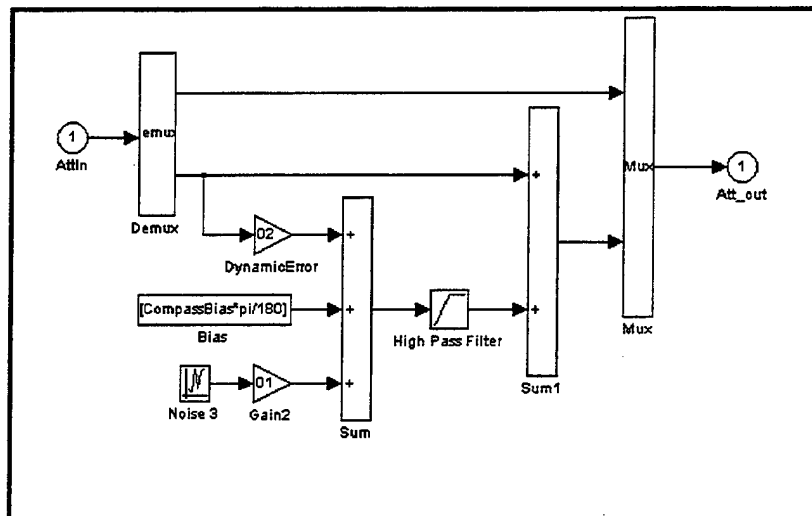 1
AttIn
emux
Demux
02
DynamicError
[CompassBias*pi/180]
Bias
Noise 3
01
Gain2
+
+
+
Sum
High Pass Filter
+
+
Sum1
Mux
Mux
1
Att_out